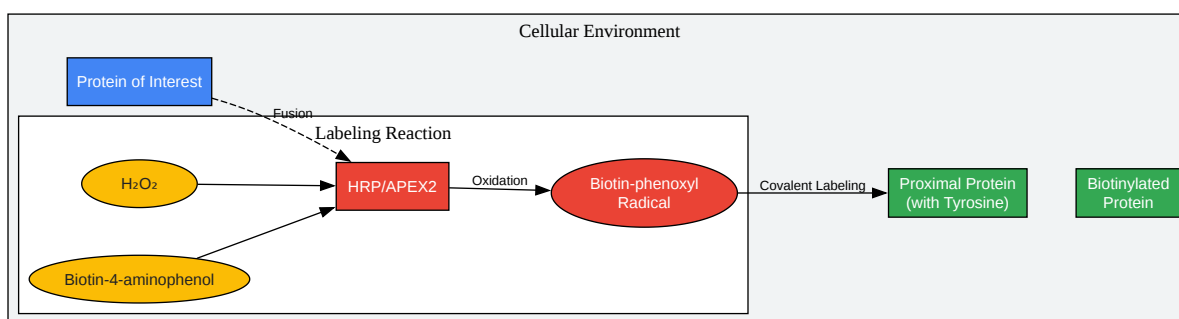 Cellular Environment
Protein of Interest
Fusion
Labeling Reaction
H₂O₂
HRP/APEX2
Oxidation
Biotin-phenoxyl
Radical
Covalent Labeling
Proximal Protein
(with Tyrosine)
Biotinylated
Protein
Biotin-4-aminophenol